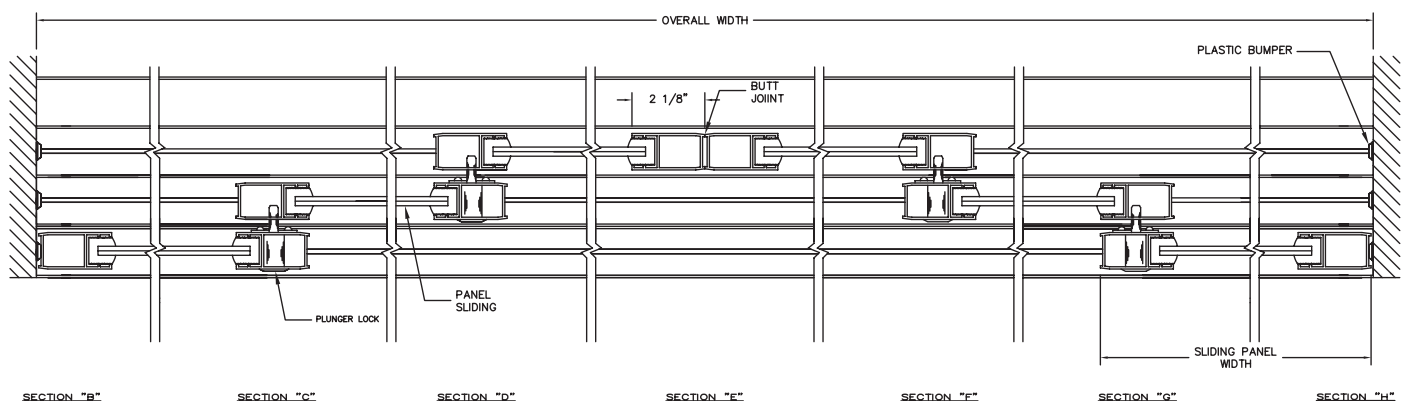 OVERALL WIDTH
PLASTIC BUMPER
2 1/8"
BUTT
JOIINT
PANEL
SLIDING
PLUNGER LOCK
SLIDING PANEL
WIDTH
SECTION "B"
SECTION "C"
SECTION "D"
SECTION "E"
SECTION "F"
SECTION "G"
SECTION "H"